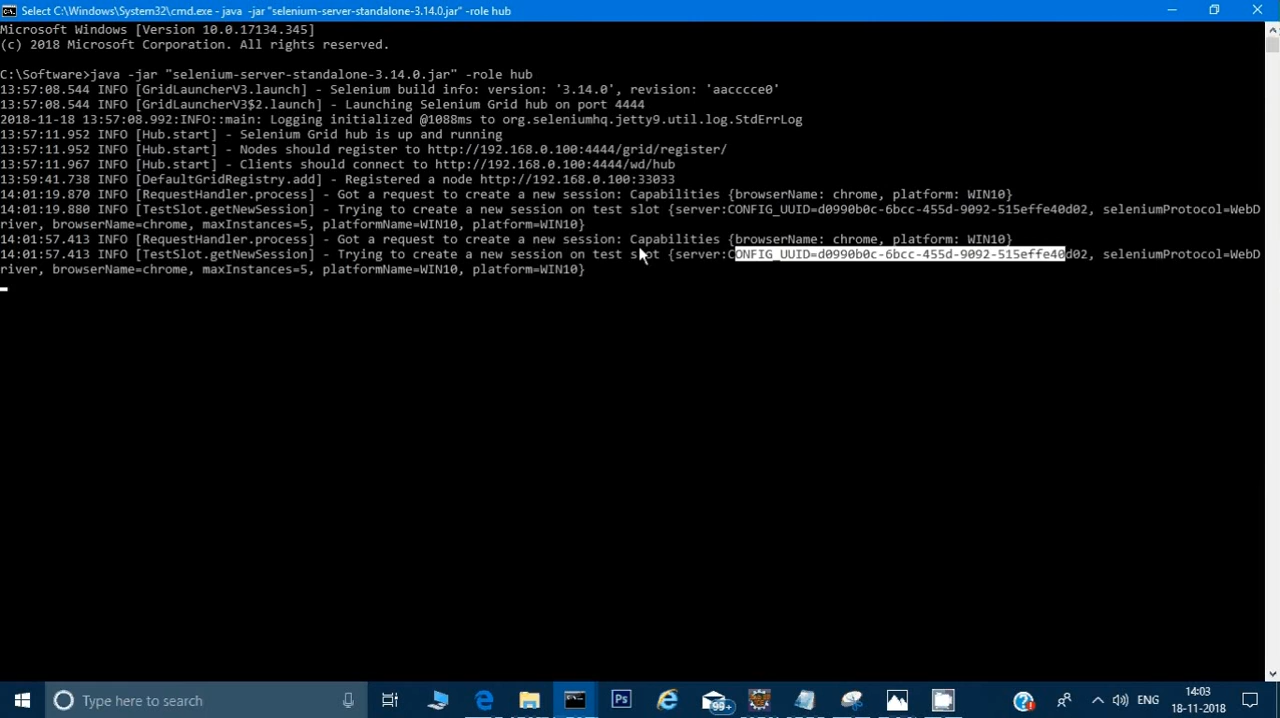 Select C:\Windows\System32\cmd.exe - java -jar "selenium-server-standalone-3.14.0.jar" -role hub
Microsoft Windows [Version 10.0.17134.345]
(c) 2018 Microsoft Corporation. All rights reserved.
C:\Software>java -jar "selenium-server-standalone-3.14.0.jar" -role hub
13:57:08.544 INFO [GridLauncherV3.launch] - Selenium build info: version: '3.14.0', revision: 'aacccce0'
13:57:08.544 INFO [GridLauncherV3$2.launch] - Launching Selenium Grid hub on port 4444
2018-11-18 13:57:08.992:INFO::main: Logging initialized @1088ms to org.seleniumhq.jetty9.util.log.StdErrLog
13:57:11.952 INFO [Hub.start] - Selenium Grid hub is up and running
13:57:11.952 INFO [Hub.start] - Nodes should register to http://192.168.0.100:4444/grid/register/
13:57:11.967 INFO [Hub.start] - Clients should connect to http://192.168.0.100:4444/wd/hub
13:59:41.738 INFO [DefaultGridRegistry.add] - Registered a node http://192.168.0.100:33033
14:01:19.870 INFO [RequestHandler.process] - Got a request to create a new session: Capabilities {browserName: chrome, platform: WIN10}
14:01:19.880 INFO [TestSlot.getNewSession] - Trying to create a new session on test slot {server:CONFIG_UUID=d0990b0c-6bcc-455d-9092-515effe40d02, seleniumProtocol=WebD
river, browserName=chrome, maxInstances=5, platformName=WIN10, platform=WIN10}
14:01:57.413 INFO [RequestHandler.process] - Got a request to create a new session: Capabilities {browserName: chrome, platform: WIN10}
14:01:57.413 INFO [TestSlot.getNewSession] - Trying to create a new session on test slot {server:CONFIG_UUID=d0990b0c-6bcc-455d-9092-515effe40d02, seleniumProtocol=WebD
river, browserName=chrome, maxInstances=5, platformName=WIN10, platform=WIN10}
Type here to search
Ps
99+
ENG
14:03
18-11-2018